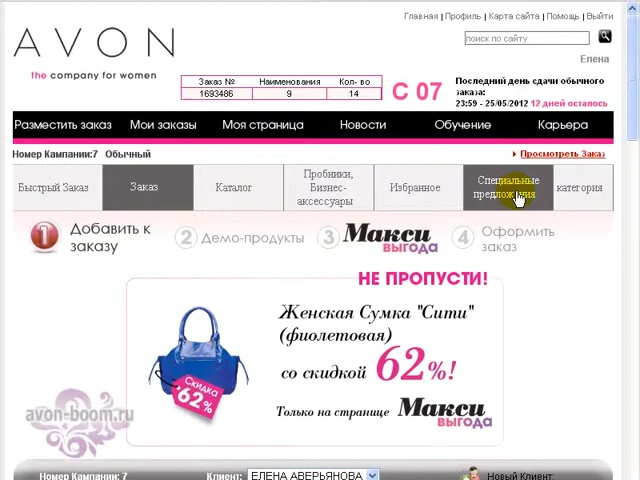 Главная | Профиль | Карта сайта | Помощь | Выйти
AVON
the company for women
поиск по сайту
Елена
Заказ № Наименования Кол- во
1693486 9 14
С 07
Последний день сдачи обычного
заказа:
23:59 - 25/05/2012 12 дней осталось
Разместить заказ Мои заказы Моя страница Новости Обучение Карьера
Номер Кампании:7 Обычный
Просмотреть Заказ
Быстрый Заказ
Заказ
Каталог
Пробники,
Бизнес-
аксессуары
Избранное
Специальные
предложения
категория
1 Добавить к
заказу
2 Демо-продукты
3 Макси
выгода
4 Оформить
заказ
НЕ ПРОПУСТИ!
Женская Сумка "Сити"
(фиолетовая)
со скидкой 62%!
Только на странице Макси
выгода
Скидка
-62%
avon-boom.ru
Номер Кампании: 7 Клиент: ЕЛЕНА АВЕРЬЯНОВА Новый Клиент: